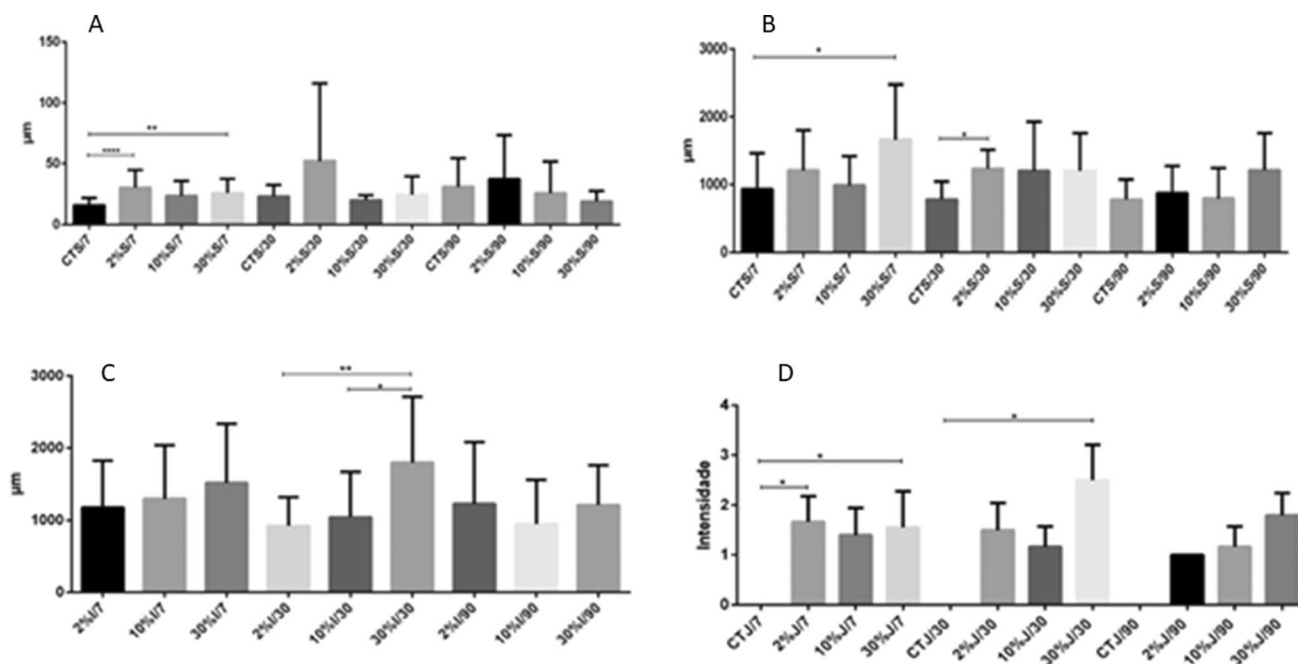 A
150
100
50
0
µm
**
****
CTS/7
2%S/7
10%S/7
30%S/7
CTS/30
2%S/30
10%S/30
30%S/30
CTS/90
2%S/90
10%S/90
30%S/90
B
3000
2000
1000
0
µm
*
*
CTS/7
2%S/7
10%S/7
30%S/7
CTS/30
2%S/30
10%S/30
30%S/30
CTS/90
2%S/90
10%S/90
30%S/90
C
3000
2000
1000
0
µm
**
*
2%I/7
10%I/7
30%I/7
2%I/30
10%I/30
30%I/30
2%I/90
10%I/90
30%I/90
D
4
3
2
1
0
Intensidade
*
*
*
CTJ/7
2%J/7
10%J/7
30%J/7
CTJ/30
2%J/30
10%J/30
30%J/30
CTJ/90
2%J/90
10%J/90
30%J/90